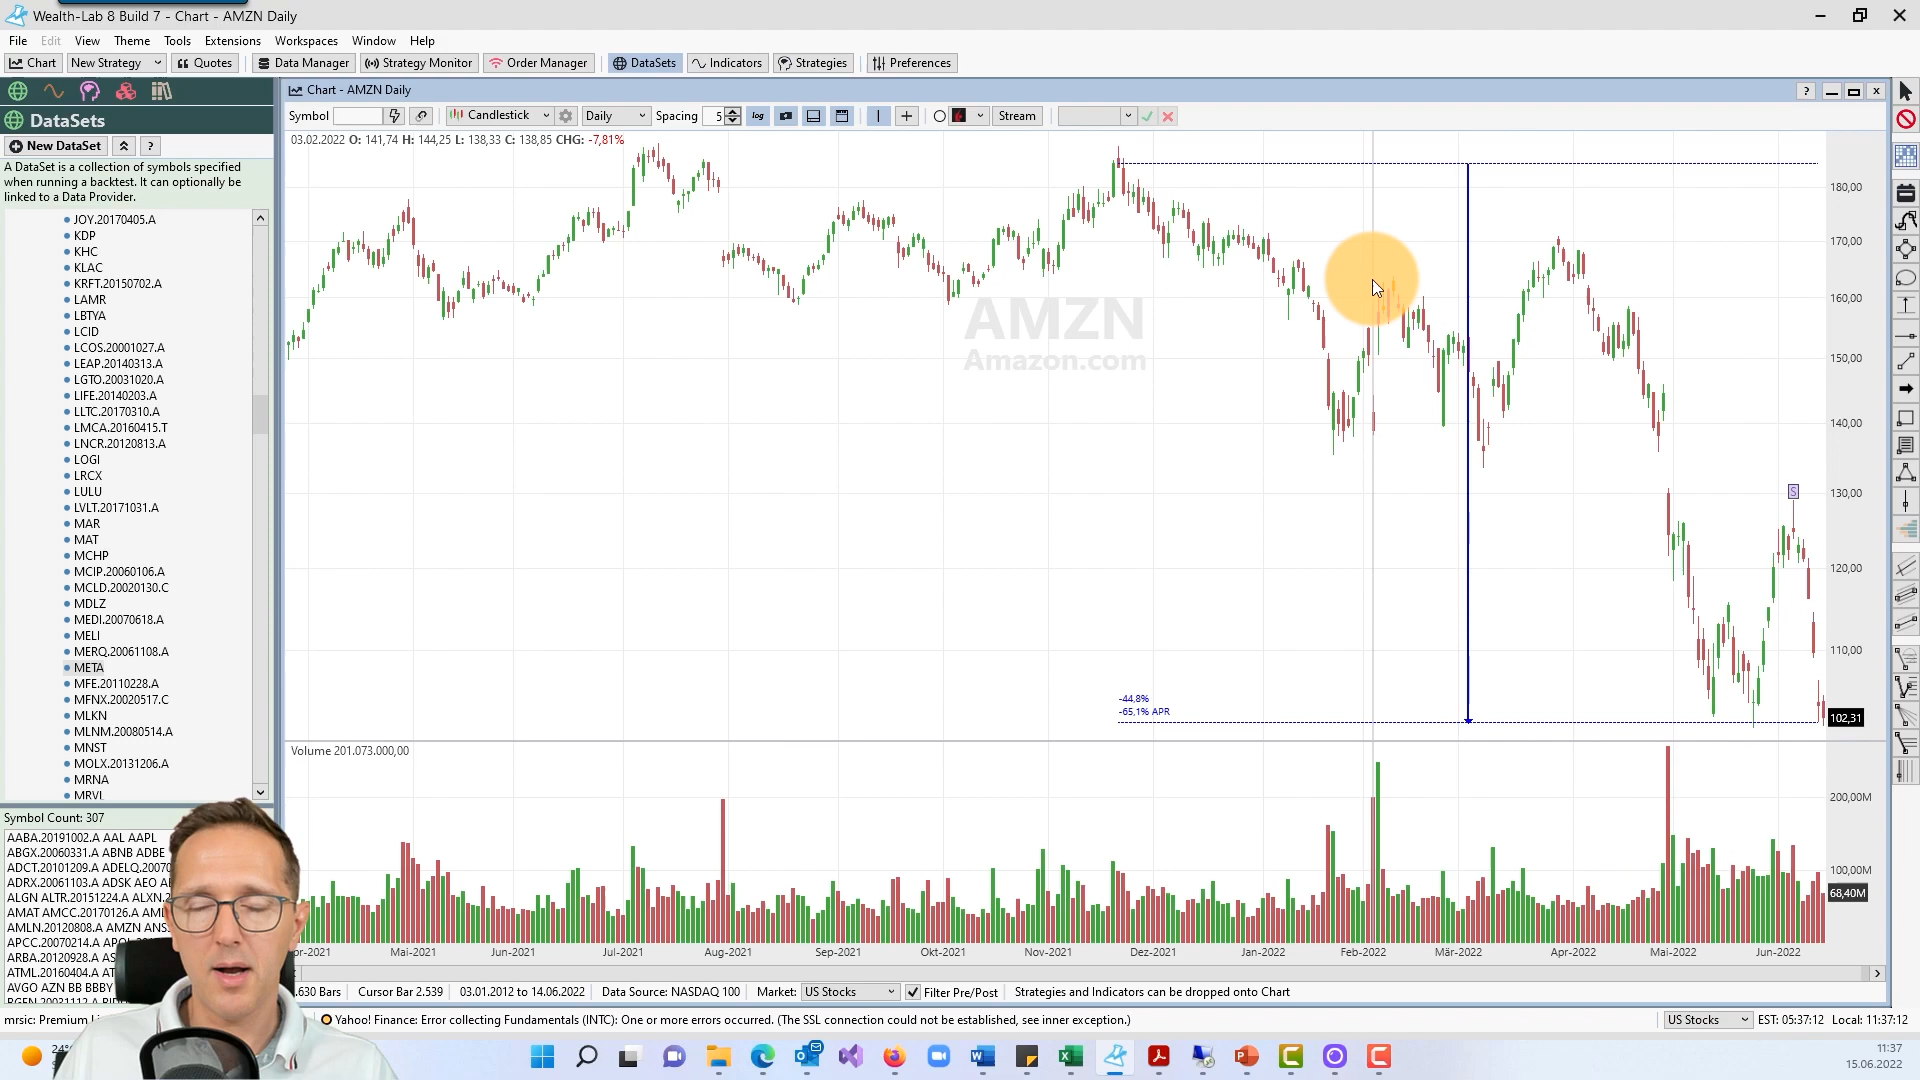 Wealth-Lab 8 Build 7 - Chart - AMZN Daily
File Edit View Theme Tools Extensions Workspaces Window Help
Chart New Strategy Quotes Data Manager Strategy Monitor Order Manager DataSets Indicators Strategies Preferences
DataSets
New DataSet ?
A DataSet is a collection of symbols specified
when running a backtest. It can optionally be
linked to a Data Provider.
JOY.20170405.A
KDP
KHC
KLAC
KRFT.20150702.A
LAMR
LBTYA
LCID
LCOS.20001027.A
LEAP.20140313.A
LGTO.20031020.A
LIFE.20140203.A
LLTC.20170310.A
LMCA.20160415.T
LNCR.20120813.A
LOGI
LRCX
LULU
LVLT.20171031.A
MAR
MAT
MCHP
MCIP.20060106.A
MCLD.20020130.C
MDLZ
MEDI.20070618.A
MELI
MERQ.20061108.A
META
MFE.20110228.A
MFNX.20020517.C
MLKN
MLNM.20080514.A
MNST
MOLX.20131206.A
MRNA
MRVL
Symbol Count: 307
AABA.20191002.A AAL AAPL
ABGX.20060331.A ABNB ADBE
ADCT.20101209.A ADELQ.2007
ADRX.20061103.A ADSK AEO
ALGN ALTR.20151224.A ALXN.
AMAT AMCC.20170126.A
AMLN.20120808.A AMZN
APCC.20070214.A
ARBA.20120928.A
ATML.20160404.A
AVGO AZN BB BBBY
Chart - AMZN Daily ?
Symbol Candlestick Daily Spacing 5 log Stream
03.02.2022 O: 141,74 H: 144,25 L: 138,33 C: 138,85 CHG: -7,81%
AMZN
Amazon.com
180,00
170,00
160,00
150,00
140,00
130,00
120,00
110,00
102,31
S
-44,8%
-65,1% APR
Volume 201.073.000,00
200,00M
100,00M
68,40M
Mai-2021 Jun-2021 Jul-2021 Aug-2021 Sep-2021 Okt-2021 Nov-2021 Dez-2021 Jan-2022 Feb-2022 Mär-2022 Apr-2022 Mai-2022 Jun-2022
.630 Bars Cursor Bar 2.539 03.01.2012 to 14.06.2022 Data Source: NASDAQ 100 Market: US Stocks Filter Pre/Post Strategies and Indicators can be dropped onto Chart
mrsic: Premium Yahoo! Finance: Error collecting Fundamentals (INTC): One or more errors occurred. (The SSL connection could not be established, see inner exception.) US Stocks EST: 05:37:12 Local: 11:37:12
24°
11:37
15.06.2022